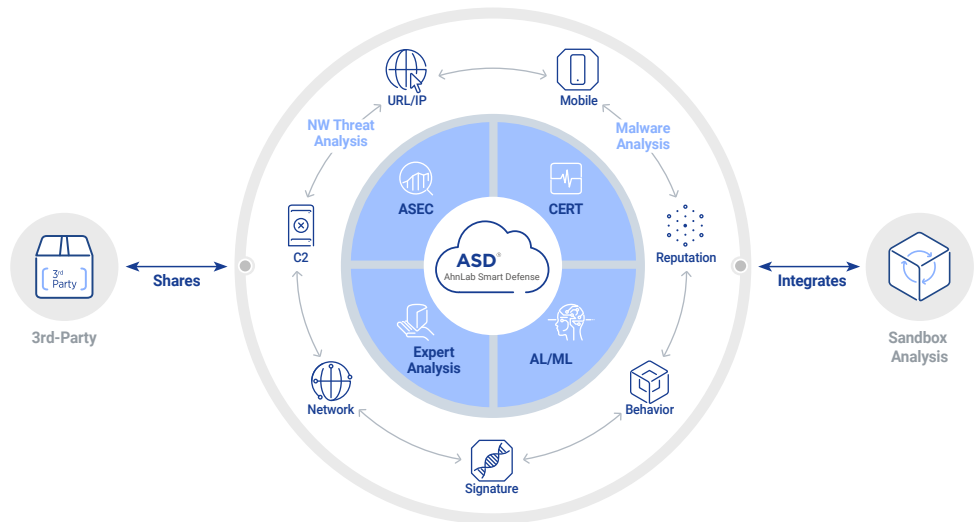 URL/IP
Mobile
NW Threat
Analysis
Malware
Analysis
ASEC
CERT
C2
Reputation
ASD®
AhnLab Smart Defense
3rd
Party
Shares
Integrates
3rd-Party
Sandbox
Analysis
Expert
Analysis
AL/ML
Network
Behavior
Signature